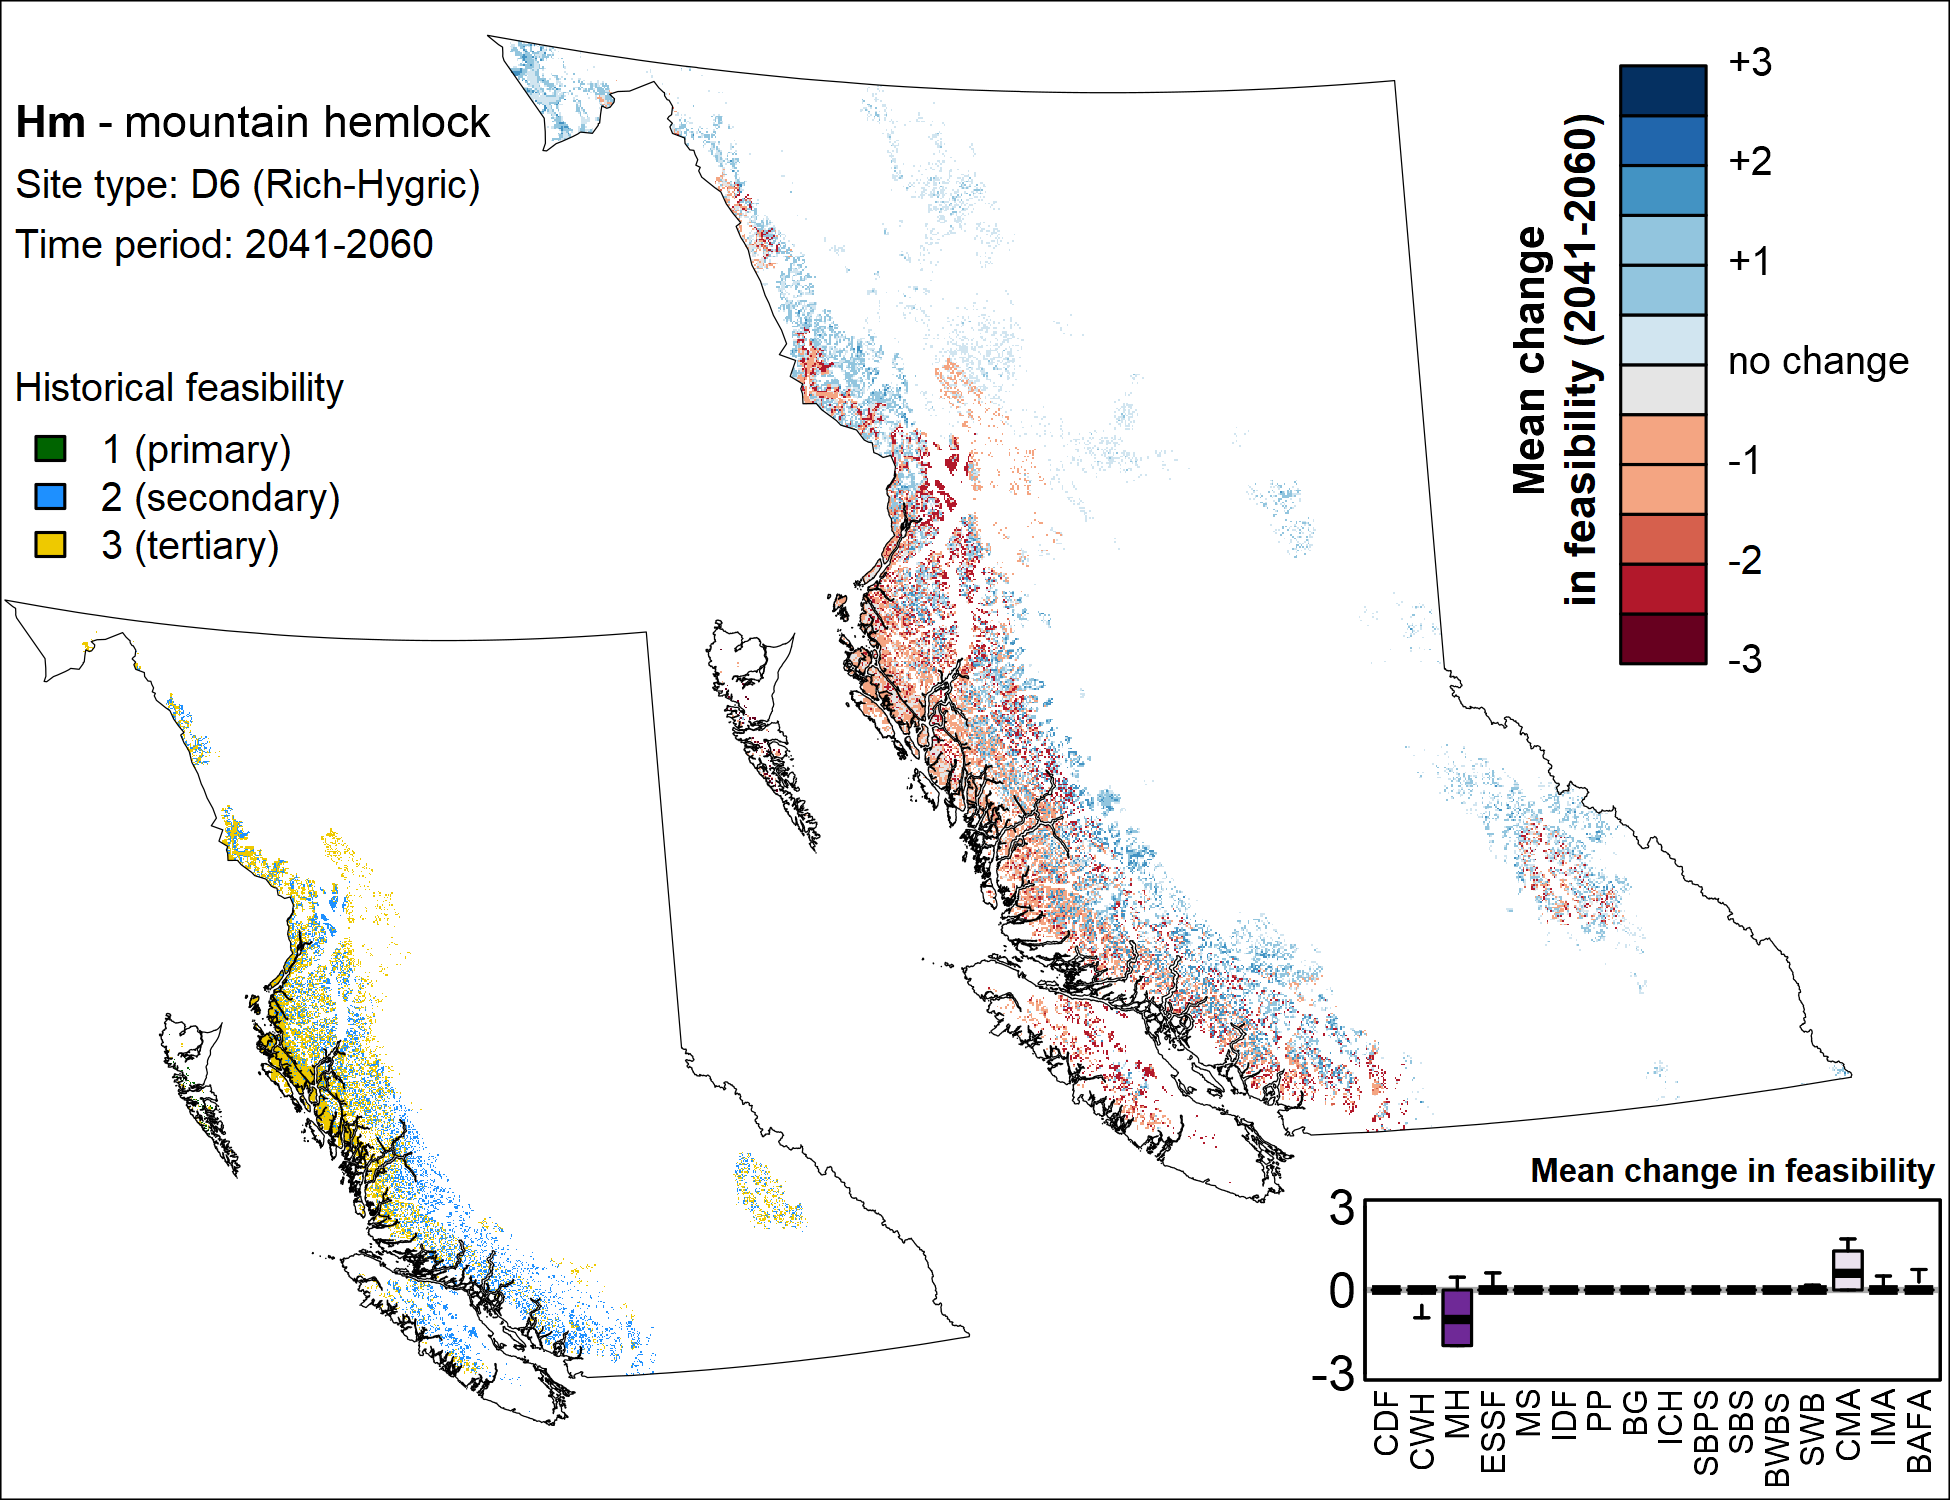 Hm - mountain hemlock
Site type: D6 (Rich-Hygric)
Time period: 2041-2060
Historical feasibility
1 (primary)
2 (secondary)
3 (tertiary)
Mean change
in feasibility (2041-2060)
+3
+2
+1
no change
-1
-2
-3
Mean change in feasibility
3
0
-3
CDF
CWH
MH
ESSF
MS
IDF
PP
BG
ICH
SBPS
SBS
BWBS
SWB
CMA
IMA
BAFA